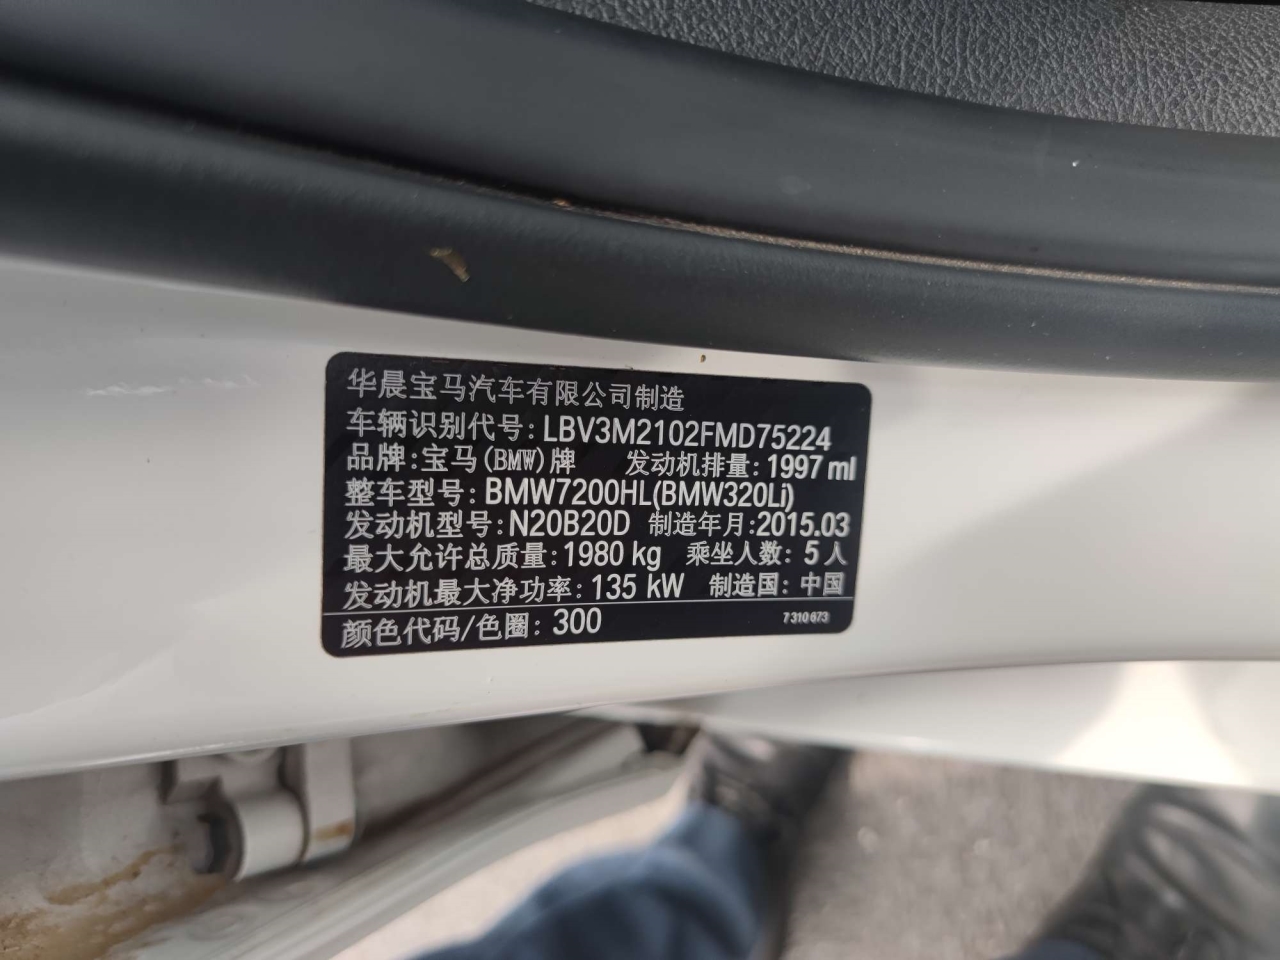 华晨宝马汽车有限公司制造
车辆识别代号: LBV3M2102FMD75224
品牌: 宝马(BMW)牌 发动机排量: 1997 ml
整车型号: BMW7200HL(BMW320Li)
发动机型号: N20B20D 制造年月: 2015.03
最大允许总质量: 1980 kg 乘坐人数: 5 人
发动机最大净功率: 135 kW 制造国: 中国
颜色代码/色圈: 300 7310673